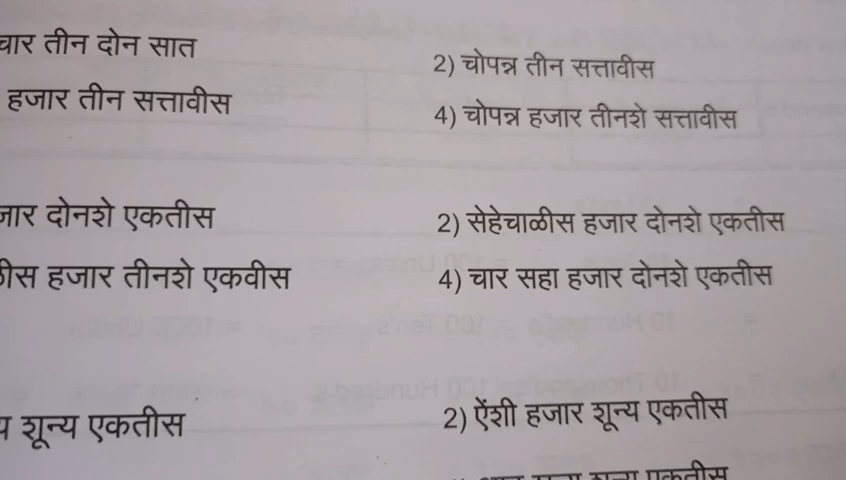 चार तीन दोन सात
2) चोपन्न तीन सत्तावीस
हजार तीन सत्तावीस
4) चोपन्न हजार तीनशे सत्तावीस
दोनशे एकतीस
2) सेहेचाळीस हजार दोनशे एकतीस
हजार तीनशे एकवीस
4) चार सहा हजार दोनशे एकतीस
शून्य एकतीस
2) ऐंशी हजार शून्य एकतीस
एकतीस